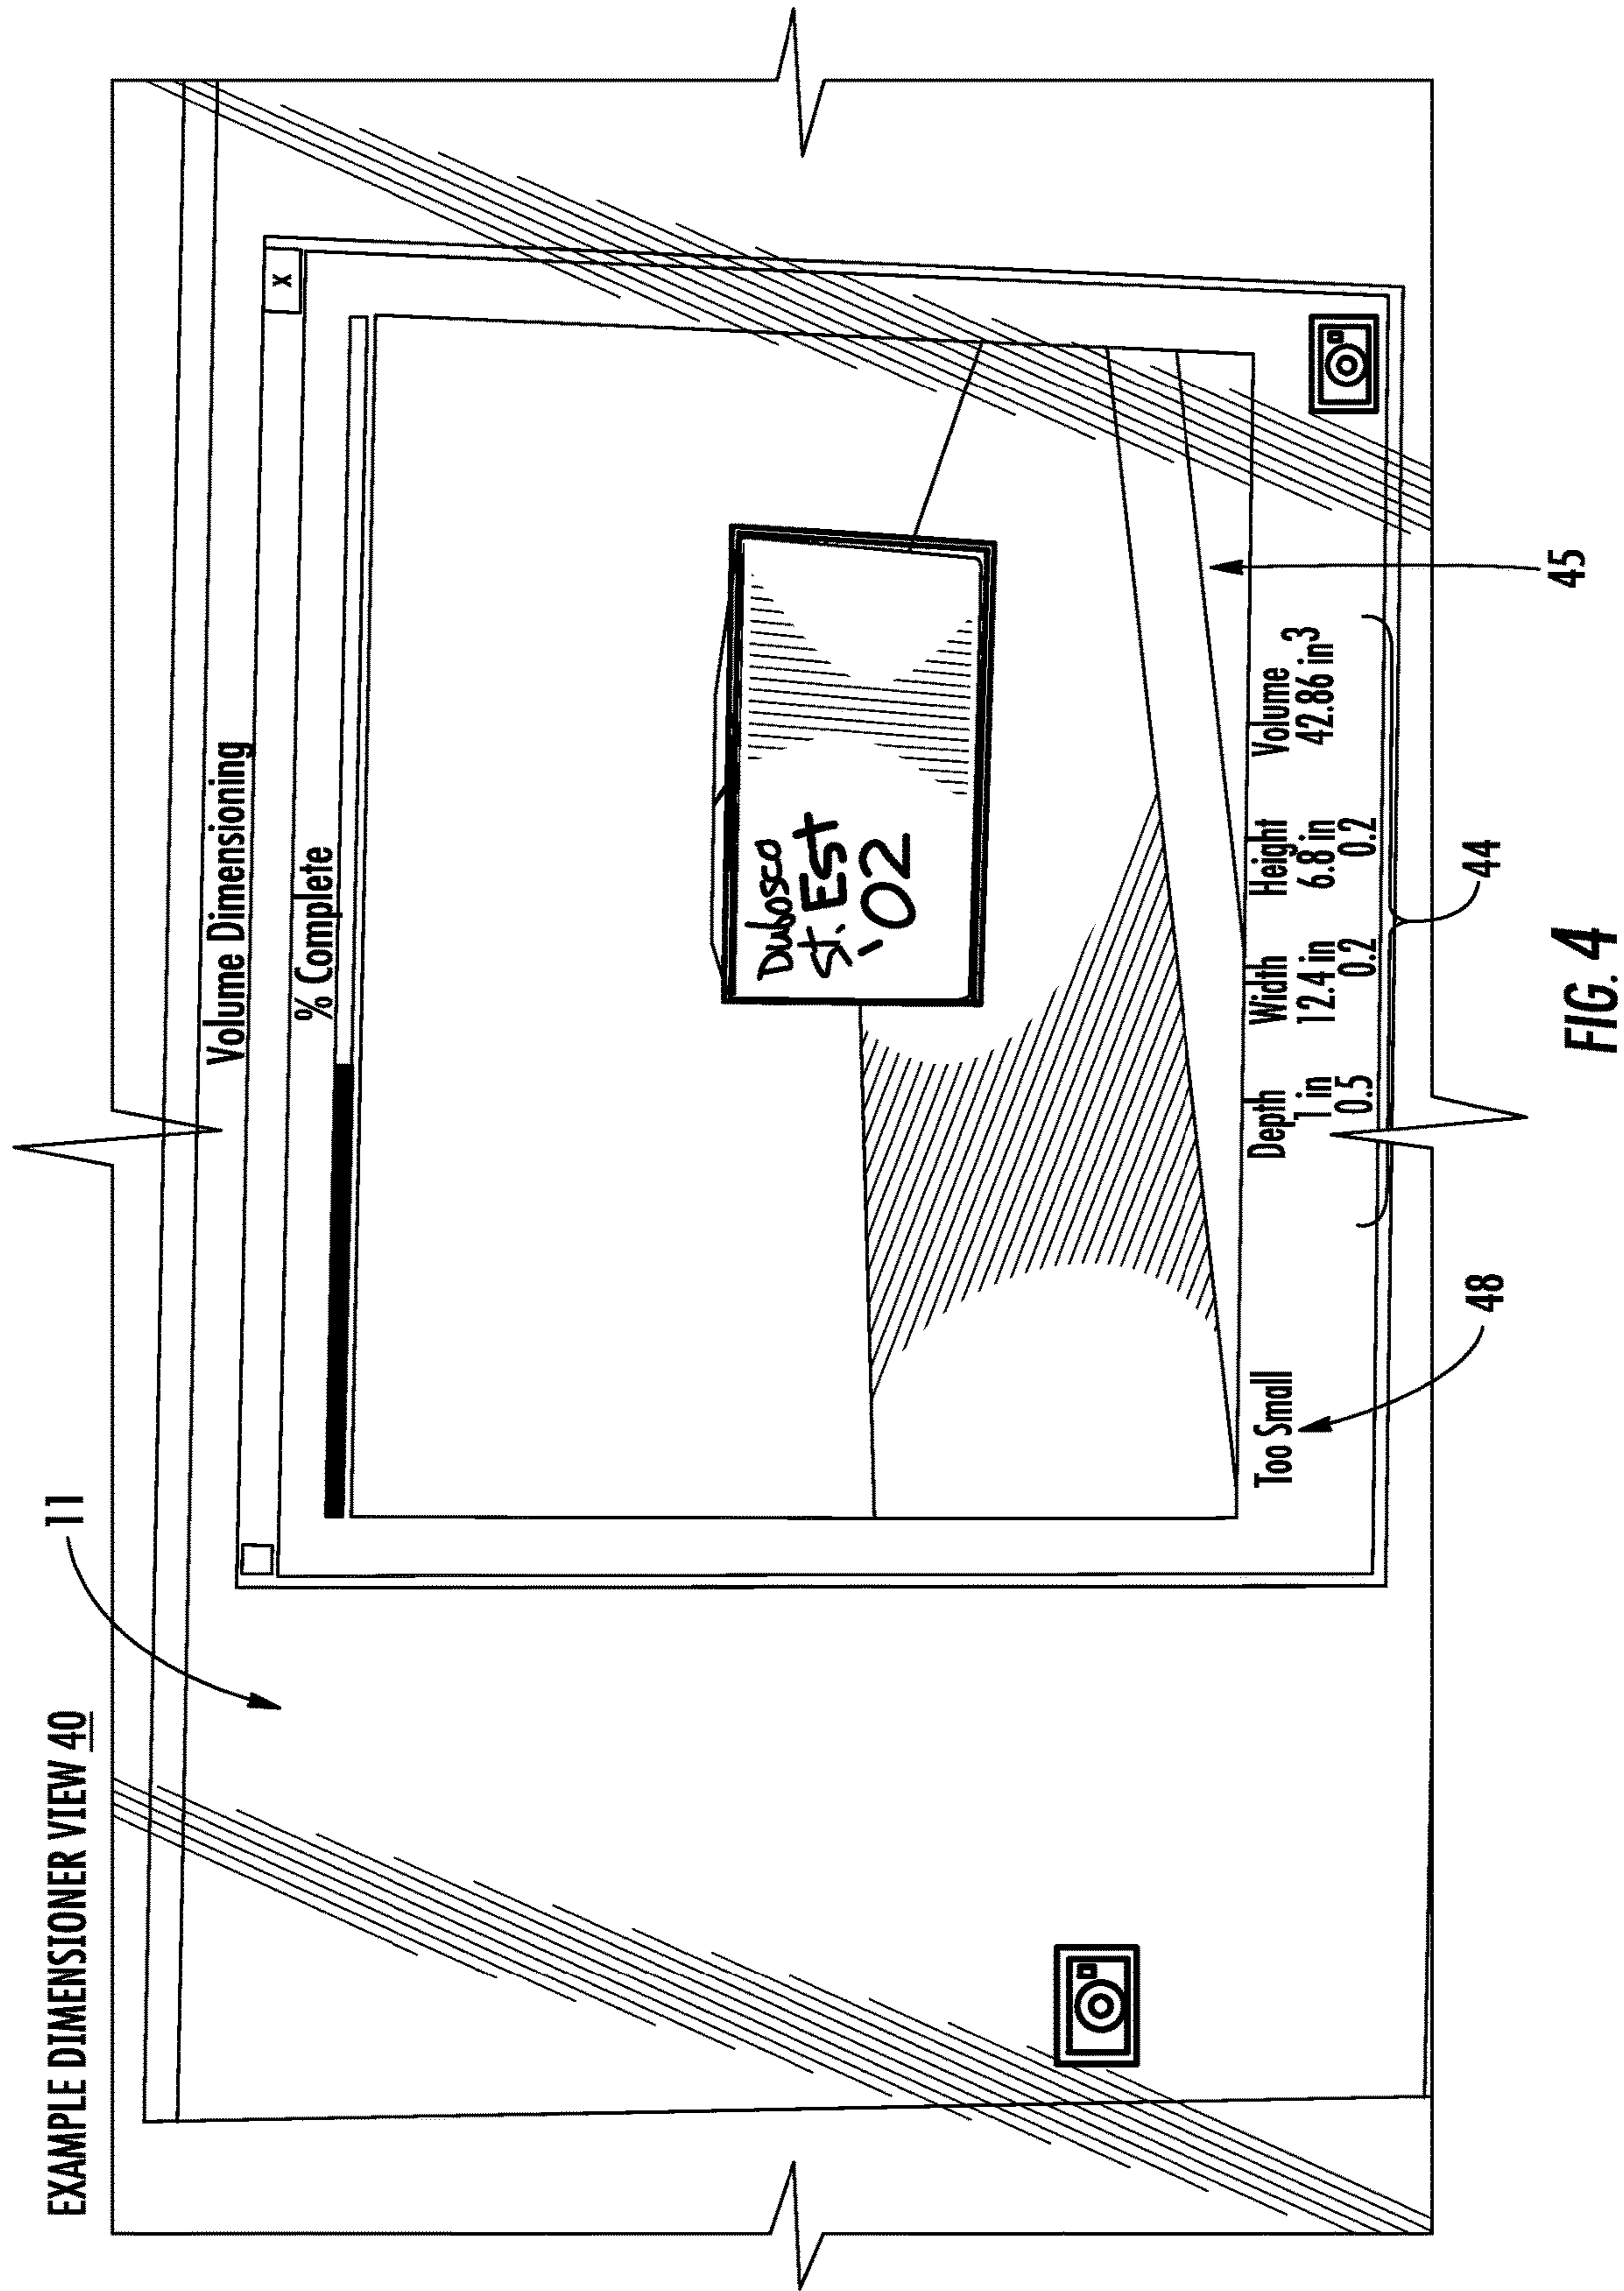 EXAMPLE DIMENSIONER VIEW 40
11
Volume Dimensioning
X
% Complete
Dubosco
St. Est
'02
Too Small
Depth Width Height Volume
1 in 12.4 in 6.8 in 42.86 in³
0.5 0.2 0.2
48
44
45
FIG. 4